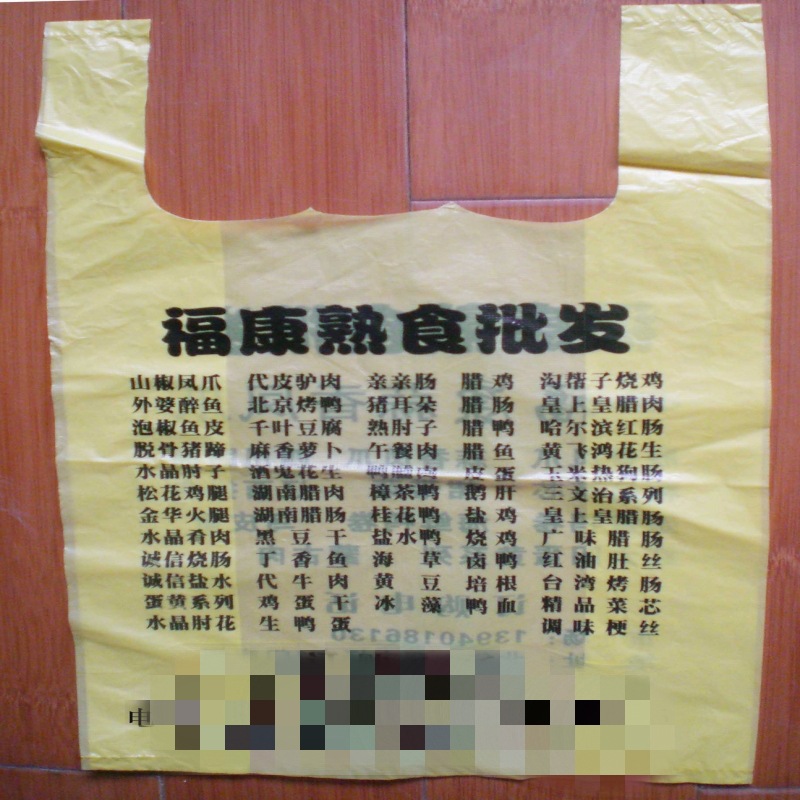 福康熟食批发
山椒凤爪 代皮驴肉 亲亲肠 腊鸡 沟帮子烧鸡
外婆醉鱼 北京烤鸭 猪耳朵 腊肠 皇上皇腊肉
泡椒鱼皮 千叶豆腐 熟肘子 腊鸭 哈尔滨红肠
脱骨猪蹄 麻香萝卜 午餐肉 腊鱼 黄飞鸿花生
水晶肘子 酒鬼花生 皮蛋 玉米热狗肠
松花鸡腿 湖南腊肉 樟茶鸭 鹅肝 三文治系列
金华火腿 湖南腊肠 桂花鸭 盐鸡 皇上皇腊肠
水晶肴肉 黑豆干 盐水鸭 烧鸡 广味腊肠
诚信烧肠 丁香鱼 海草 卤鸭 红油肚丝
诚信盐水 代牛肉 黄豆 培根 台湾烤肠
蛋黄系列 鸡蛋干 冰藻 鸭血 精品菜芯
水晶肘花 生鸭蛋 调味梗丝
13940186130
电